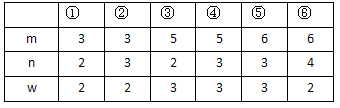 ① ② ③ ④ ⑤ ⑥
m 3 3 5 5 6 6
n 2 3 2 3 3 4
w 2 2 3 3 3 2